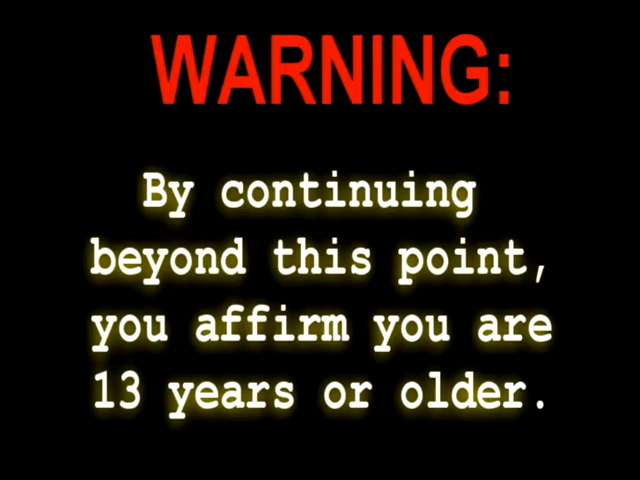 WARNING:
By continuing
beyond this point,
you affirm you are
13 years or older.